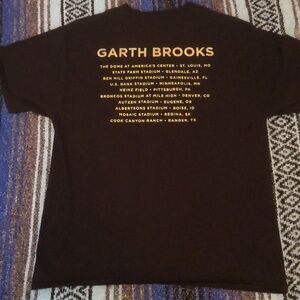 GARTH BROOKS
THE DOME AT AMERICA'S CENTER • ST. LOUIS, MO
STATE FARM STADIUM • GLENDALE, AZ
BEN HILL GRIFFIN STADIUM • GAINESVILLE, FL
U.S. BANK STADIUM • MINNEAPOLIS, MN
HEINZ FIELD • PITTSBURGH, PA
BRONCOS STADIUM AT MILE HIGH • DENVER, CO
AUTZEN STADIUM • EUGENE, OR
ALBERTSONS STADIUM • BOISE, ID
MOSAIC STADIUM • REGINA, SK
COOK CANYON RANCH • RANGER, TX